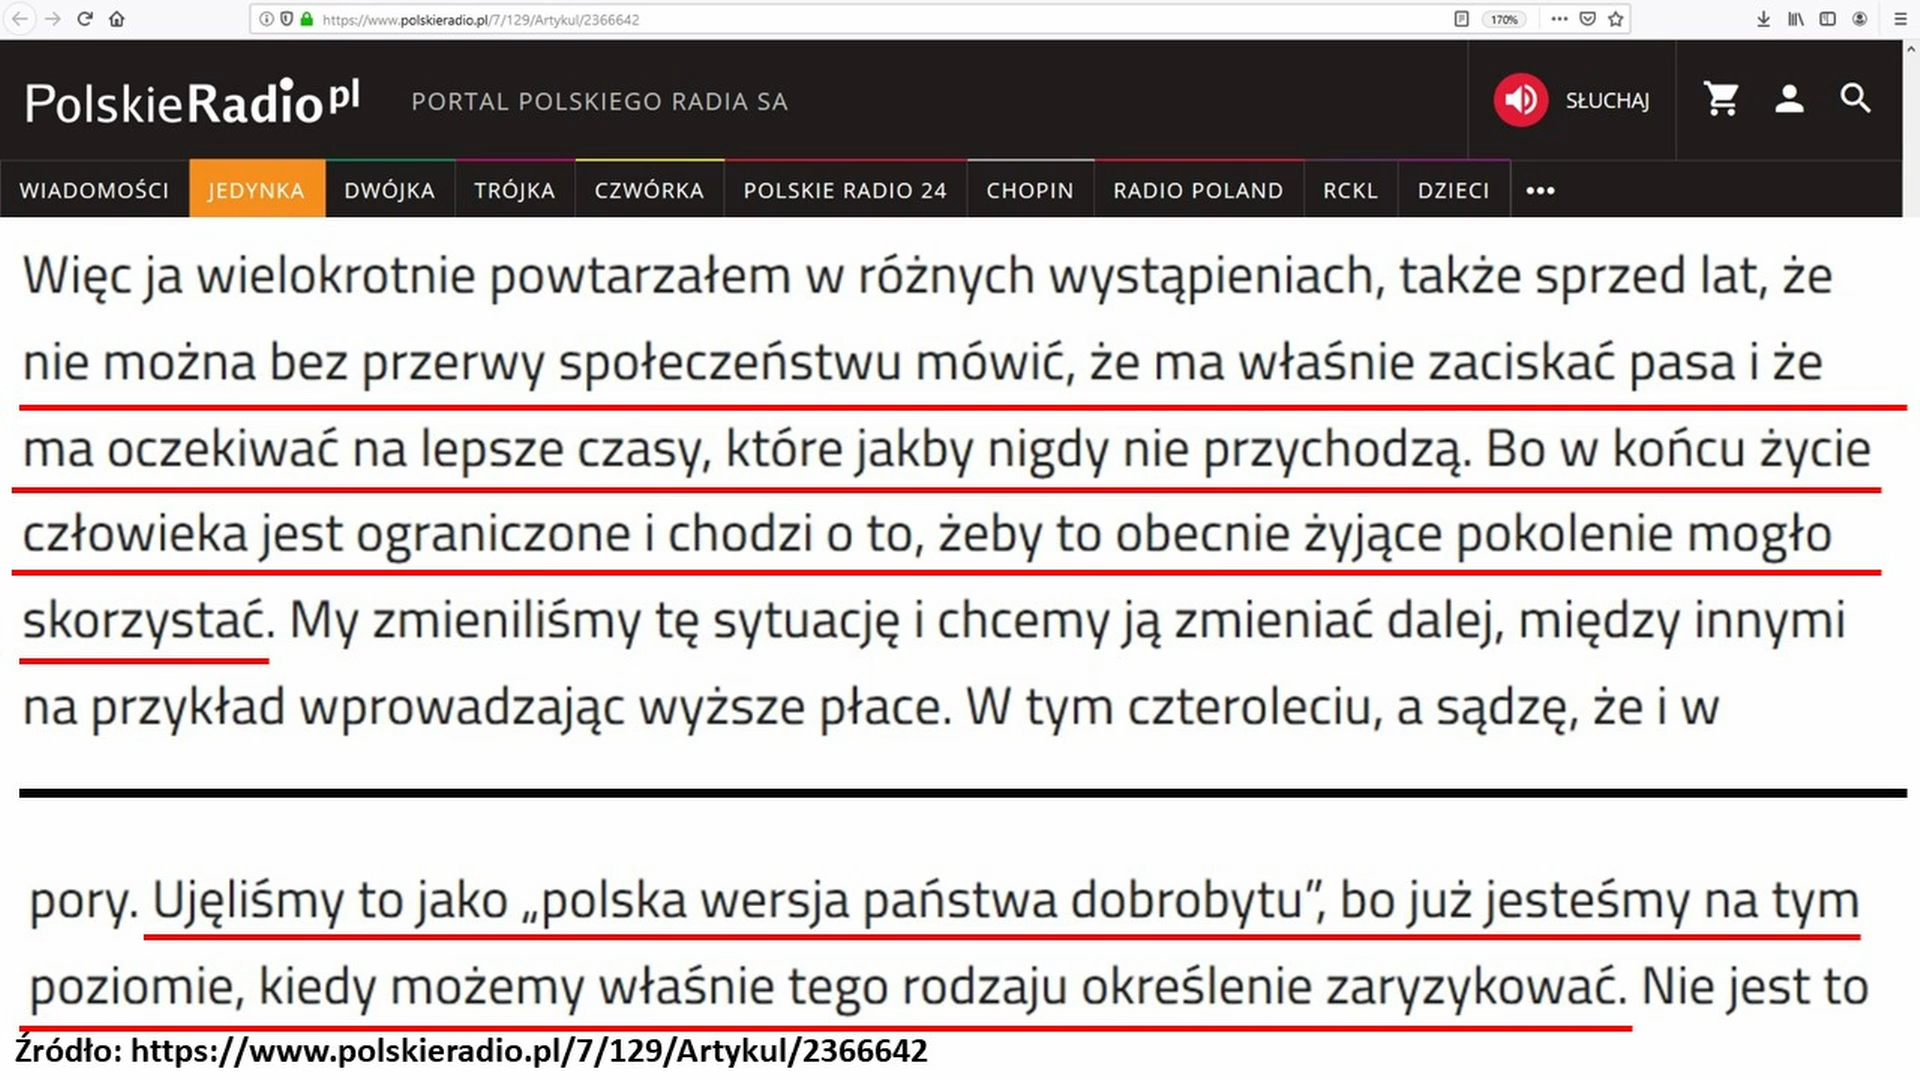 https://www.polskieradio.pl/7/129/Artykul/2366642
170%
PolskieRadio.pl
PORTAL POLSKIEGO RADIA SA
SŁUCHAJ
WIADOMOŚCI JEDYNKA DWÓJKA TRÓJKA CZWÓRKA POLSKIE RADIO 24 CHOPIN RADIO POLAND RCKL DZIECI •••
Więc ja wielokrotnie powtarzałem w różnych wystąpieniach, także sprzed lat, że
nie można bez przerwy społeczeństwu mówić, że ma właśnie zaciskać pasa i że
ma oczekiwać na lepsze czasy, które jakby nigdy nie przychodzą. Bo w końcu życie
człowieka jest ograniczone i chodzi o to, żeby to obecnie żyjące pokolenie mogło
skorzystać. My zmieniliśmy tę sytuację i chcemy ją zmieniać dalej, między innymi
na przykład wprowadzając wyższe płace. W tym czteroleciu, a sądzę, że i w
pory. Ujęliśmy to jako „polska wersja państwa dobrobytu”, bo już jesteśmy na tym
poziomie, kiedy możemy właśnie tego rodzaju określenie zaryzykować. Nie jest to
Źródło: https://www.polskieradio.pl/7/129/Artykul/2366642